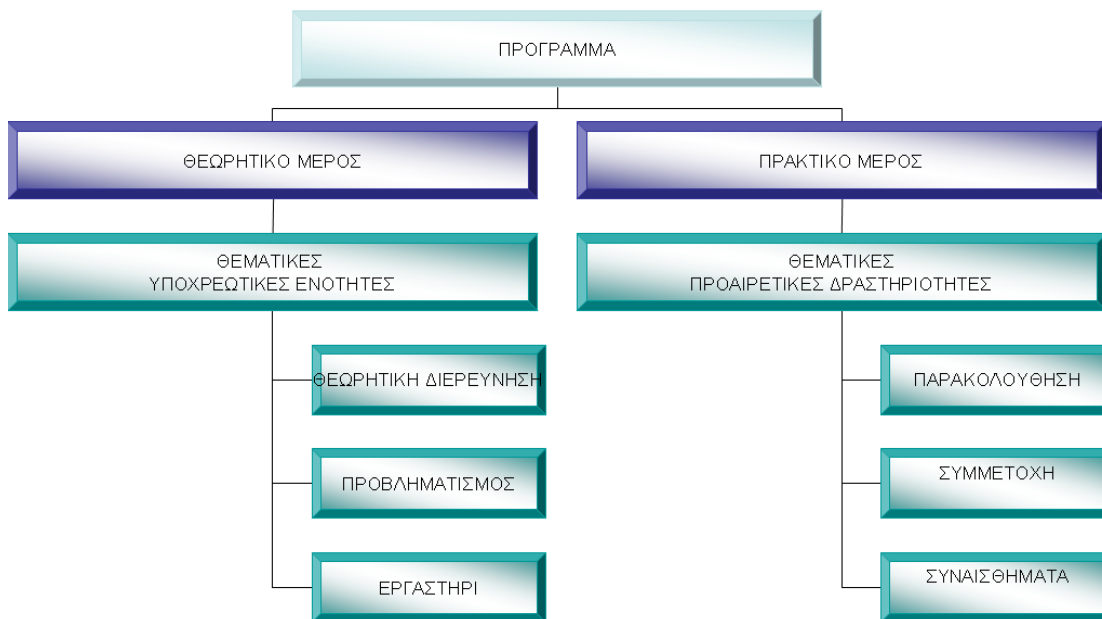 ΠΡΟΓΡΑΜΜΑ
ΘΕΩΡΗΤΙΚΟ ΜΕΡΟΣ
ΠΡΑΚΤΙΚΟ ΜΕΡΟΣ
ΘΕΜΑΤΙΚΕΣ
ΥΠΟΧΡΕΩΤΙΚΕΣ ΕΝΟΤΗΤΕΣ
ΘΕΜΑΤΙΚΕΣ
ΠΡΟΑΙΡΕΤΙΚΕΣ ΔΡΑΣΤΗΡΙΟΤΗΤΕΣ
ΘΕΩΡΗΤΙΚΗ ΔΙΕΡΕΥΝΗΣΗ
ΠΑΡΑΚΟΛΟΥΘΗΣΗ
ΠΡΟΒΛΗΜΑΤΙΣΜΟΣ
ΣΥΜΜΕΤΟΧΗ
ΕΡΓΑΣΤΗΡΙ
ΣΥΝΑΙΣΘΗΜΑΤΑ